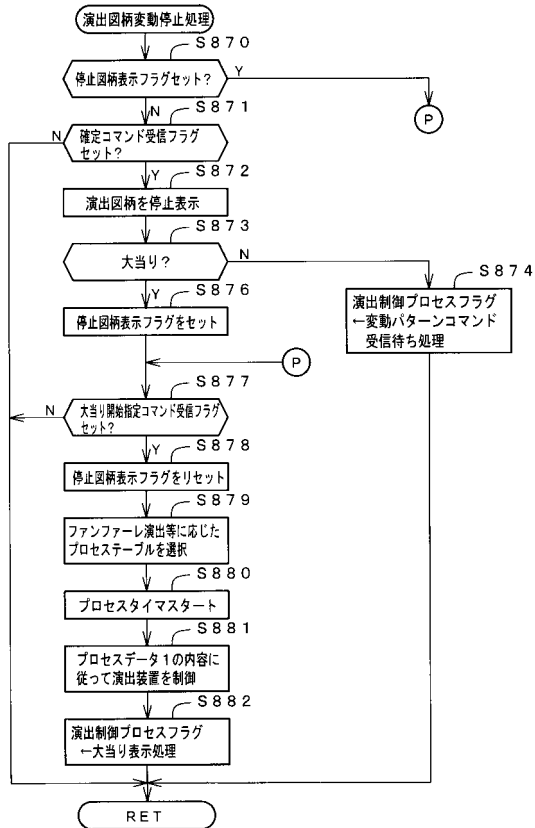 演出図柄変動停止処理
S870
停止図柄表示フラグセット?
Y
N
P
S871
確定コマンド受信フラグ
セット?
N
Y
S872
演出図柄を停止表示
S873
大当り?
N
Y
S874
演出制御プロセスフラグ
←変動パターンコマンド
受信待ち処理
S876
停止図柄表示フラグをセット
P
S877
大当り開始指定コマンド受信フラグ
セット?
N
Y
S878
停止図柄表示フラグをリセット
S879
ファンファーレ演出等に応じた
プロセステーブルを選択
S880
プロセスタイマスタート
S881
プロセスデータ1の内容に
従って演出装置を制御
S882
演出制御プロセスフラグ
←大当り表示処理
RET